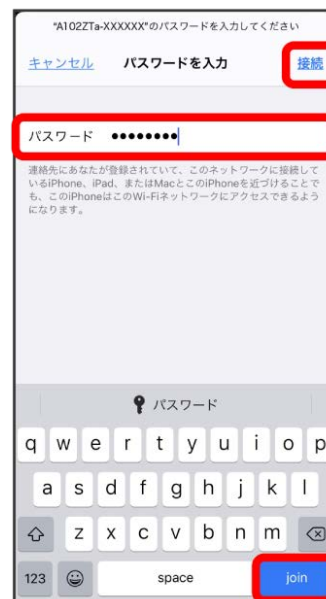 "A102ZTa-XXXXXX"のパスワードを入力してください
キャンセル パスワードを入力 接続
パスワード ••••••••
連絡先にあなたが登録されていて、このネットワークに接続して
いるiPhone、iPad、またはMacとこのiPhoneを近づけることで
も、このiPhoneはこのWi-Fiネットワークにアクセスできるよう
になります。
パスワード
q w e r t y u i o p
a s d f g h j k l
z x c v b n m
123 space join